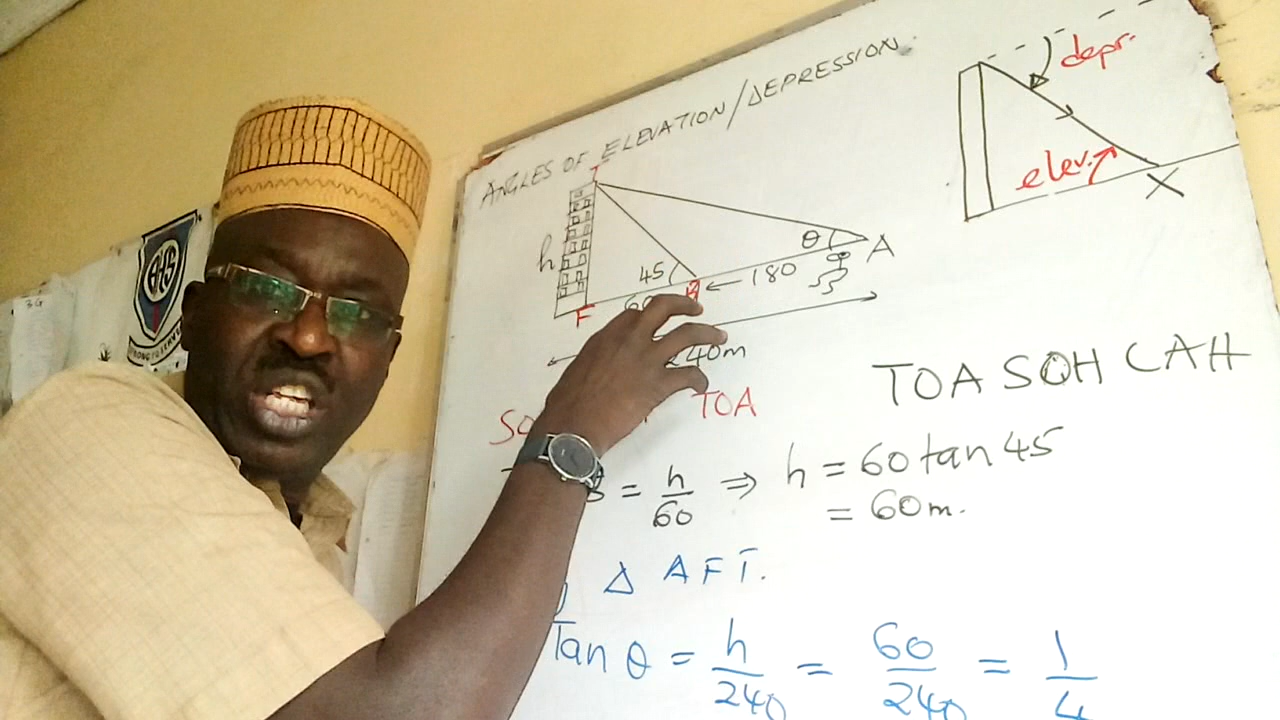 ANGLES OF ELEVATION/DEPRESSION.
depr.
elev.
X
T
h
45
θ
A
180
F
H
240m
TOA
TOA SOH CAH
= h/60 ⇒ h = 60 tan 45
= 60m.
Δ AFT.
Tan θ = h/240 = 60/240 = 1/4